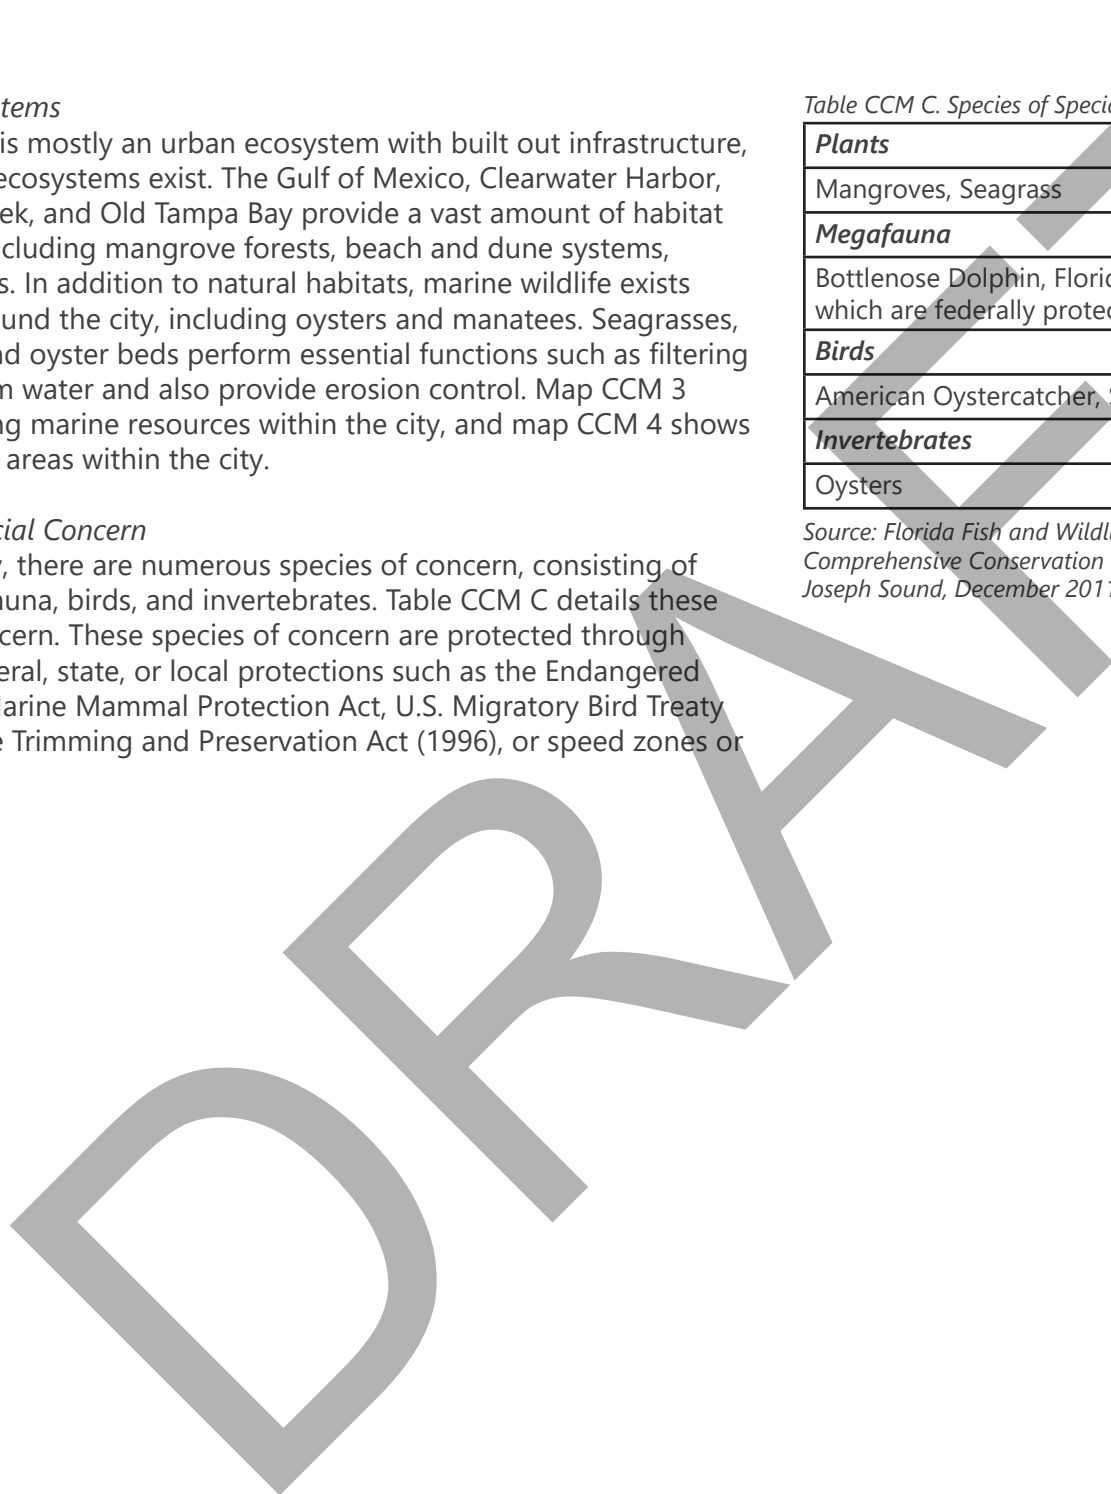 tems
is mostly an urban ecosystem with built out infrastructure,
ecosystems exist. The Gulf of Mexico, Clearwater Harbor,
ek, and Old Tampa Bay provide a vast amount of habitat
cluding mangrove forests, beach and dune systems,
s. In addition to natural habitats, marine wildlife exists
und the city, including oysters and manatees. Seagrasses,
nd oyster beds perform essential functions such as filtering
m water and also provide erosion control. Map CCM 3
ng marine resources within the city, and map CCM 4 shows
areas within the city.
cial Concern
, there are numerous species of concern, consisting of
auna, birds, and invertebrates. Table CCM C details these
cern. These species of concern are protected through
eral, state, or local protections such as the Endangered
Marine Mammal Protection Act, U.S. Migratory Bird Treaty
e Trimming and Preservation Act (1996), or speed zones or
Table CCM C. Species of Specia
Plants
Mangroves, Seagrass
Megafauna
Bottlenose Dolphin, Florid
which are federally protec
Birds
American Oystercatcher, S
Invertebrates
Oysters
Source: Florida Fish and Wildli
Comprehensive Conservation
Joseph Sound, December 2011
DRAFT